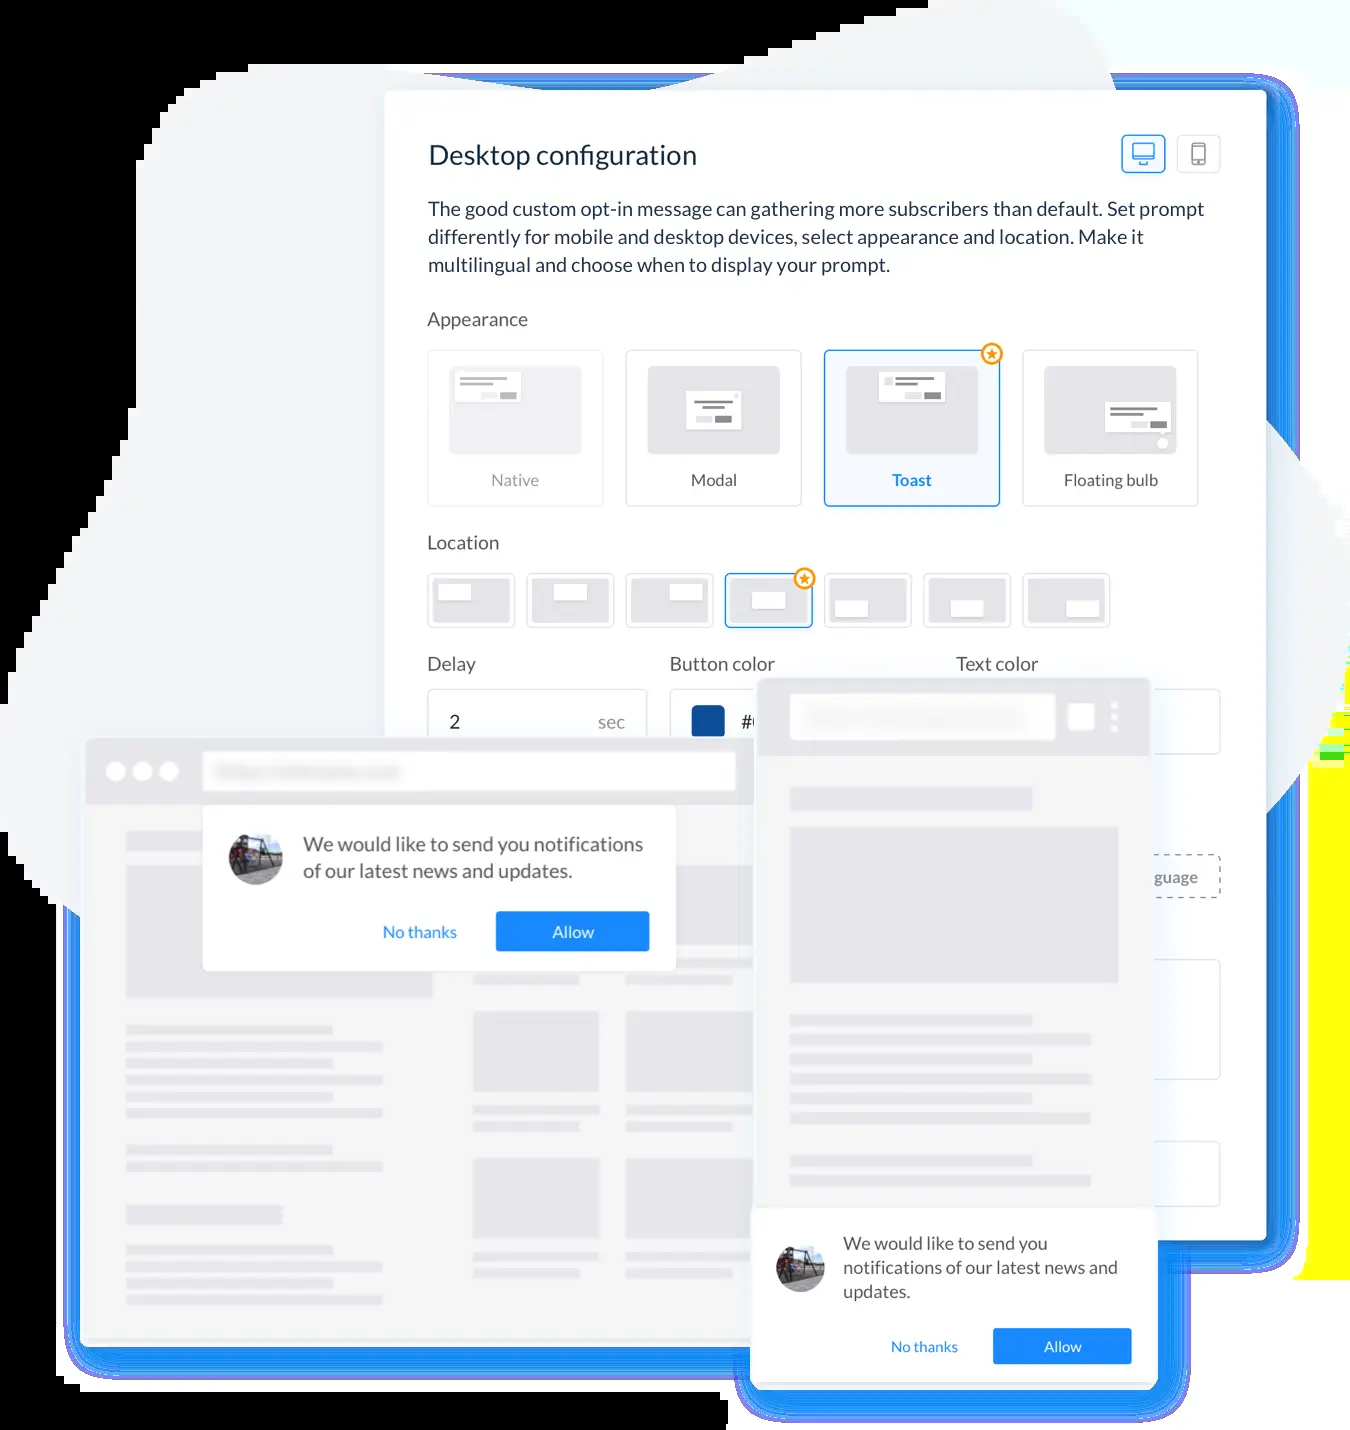 Desktop configuration
The good custom opt-in message can gathering more subscribers than default. Set prompt
differently for mobile and desktop devices, select appearance and location. Make it
multilingual and choose when to display your prompt.
Appearance
Native
Modal
Toast
Floating bulb
Location
Delay
Button color
Text color
2
sec
#
guage
We would like to send you notifications
of our latest news and updates.
No thanks
Allow
We would like to send you
notifications of our latest news and
updates.
No thanks
Allow